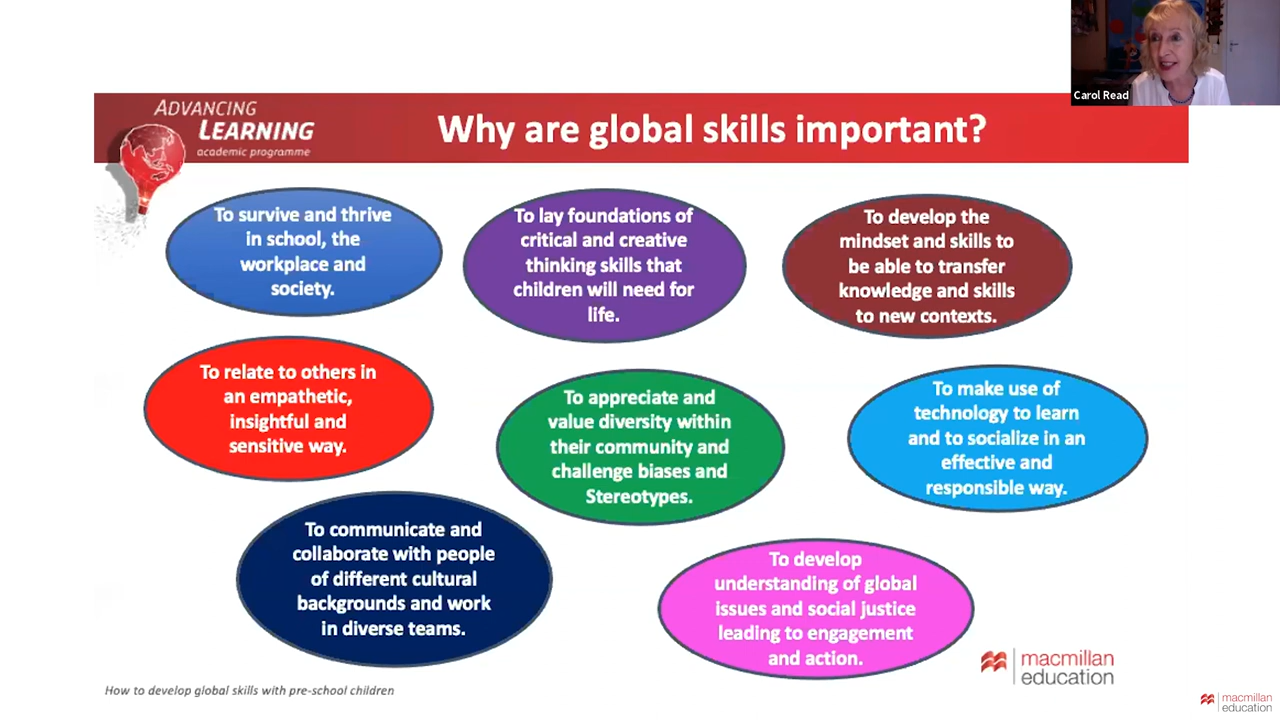 Carol Read
ADVANCING
LEARNING
academic programme
Why are global skills important?
To survive and thrive
in school, the
workplace and
society.
To lay foundations of
critical and creative
thinking skills that
children will need for
life.
To develop the
mindset and skills to
be able to transfer
knowledge and skills
to new contexts.
To relate to others in
an empathetic,
insightful and
sensitive way.
To appreciate and
value diversity within
their community and
challenge biases and
Stereotypes.
To make use of
technology to learn
and to socialize in an
effective and
responsible way.
To communicate and
collaborate with people
of different cultural
backgrounds and work
in diverse teams.
To develop
understanding of global
issues and social justice
leading to engagement
and action.
macmillan
education
How to develop global skills with pre-school children
macmillan
education